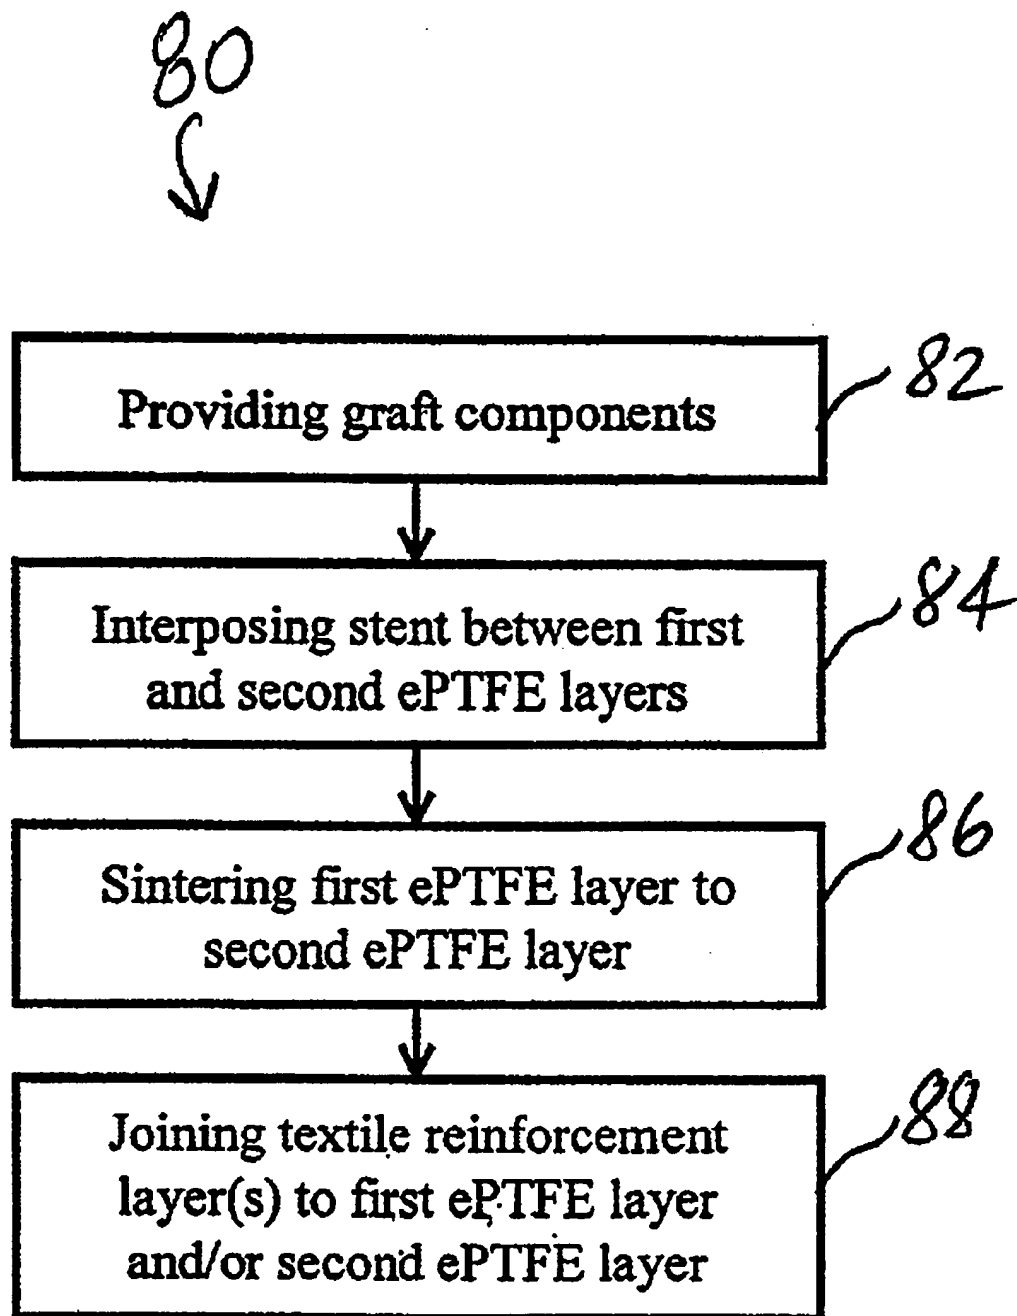 80
Providing graft components
82
Interposing stent between first
and second ePTFE layers
84
Sintering first ePTFE layer to
second ePTFE layer
86
Joining textile reinforcement
layer(s) to first ePTFE layer
and/or second ePTFE layer
88